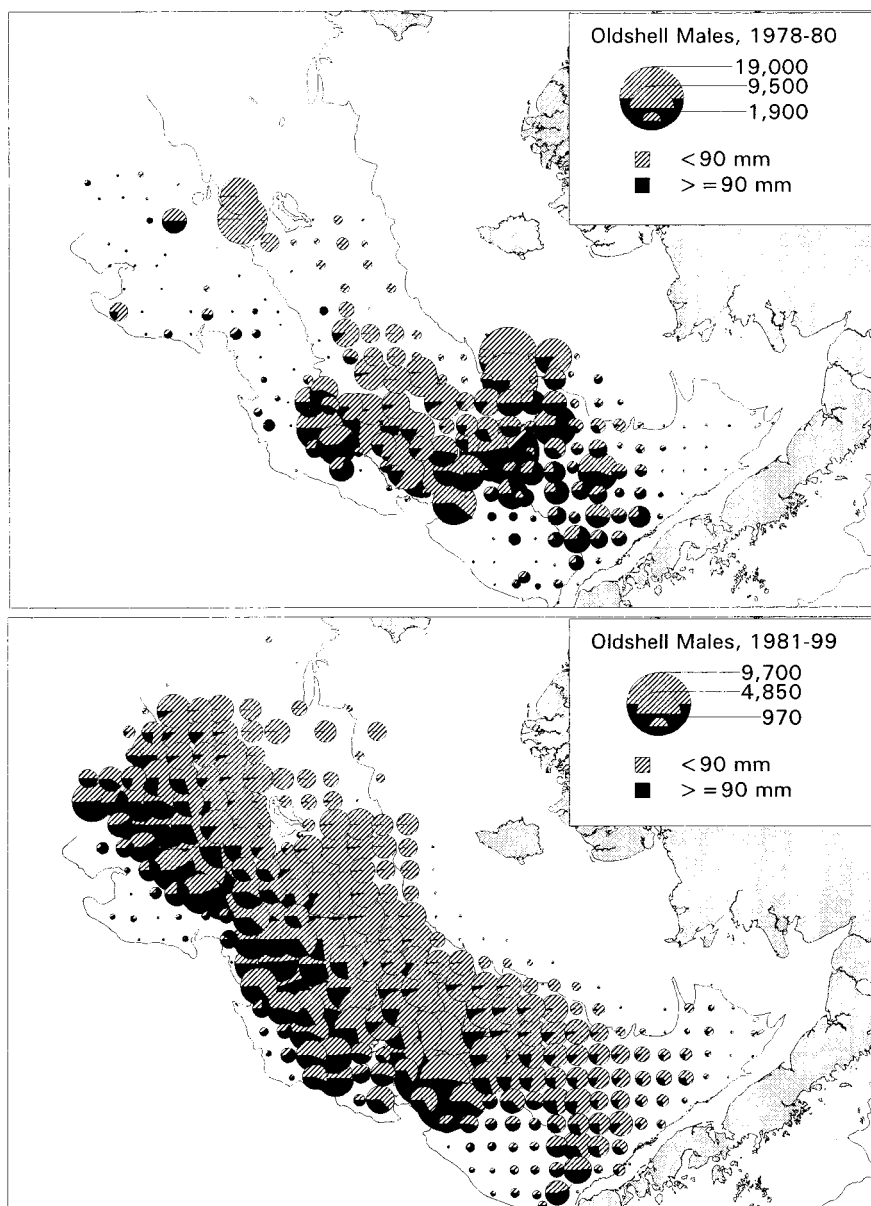 Oldshell Males, 1978-80
19,000
9,500
1,900
<90 mm
>=90 mm
Oldshell Males, 1981-99
9,700
4,850
970
<90 mm
>=90 mm